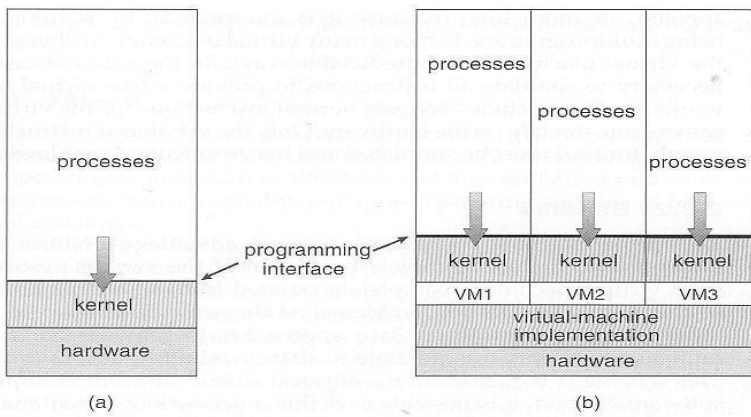 processes
kernel
hardware
(a)
programming
interface
processes
processes
processes
kernel
kernel
kernel
VM1
VM2
VM3
virtual-machine
implementation
hardware
(b)